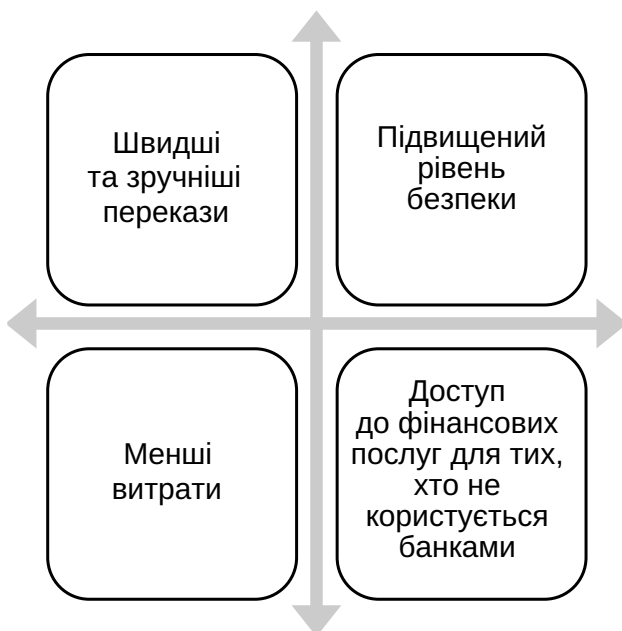 Швидші
та зручніші
перекази
Підвищений
рівень
безпеки
Менші
витрати
Доступ
до фінансових
послуг для тих,
хто не
користується
банками